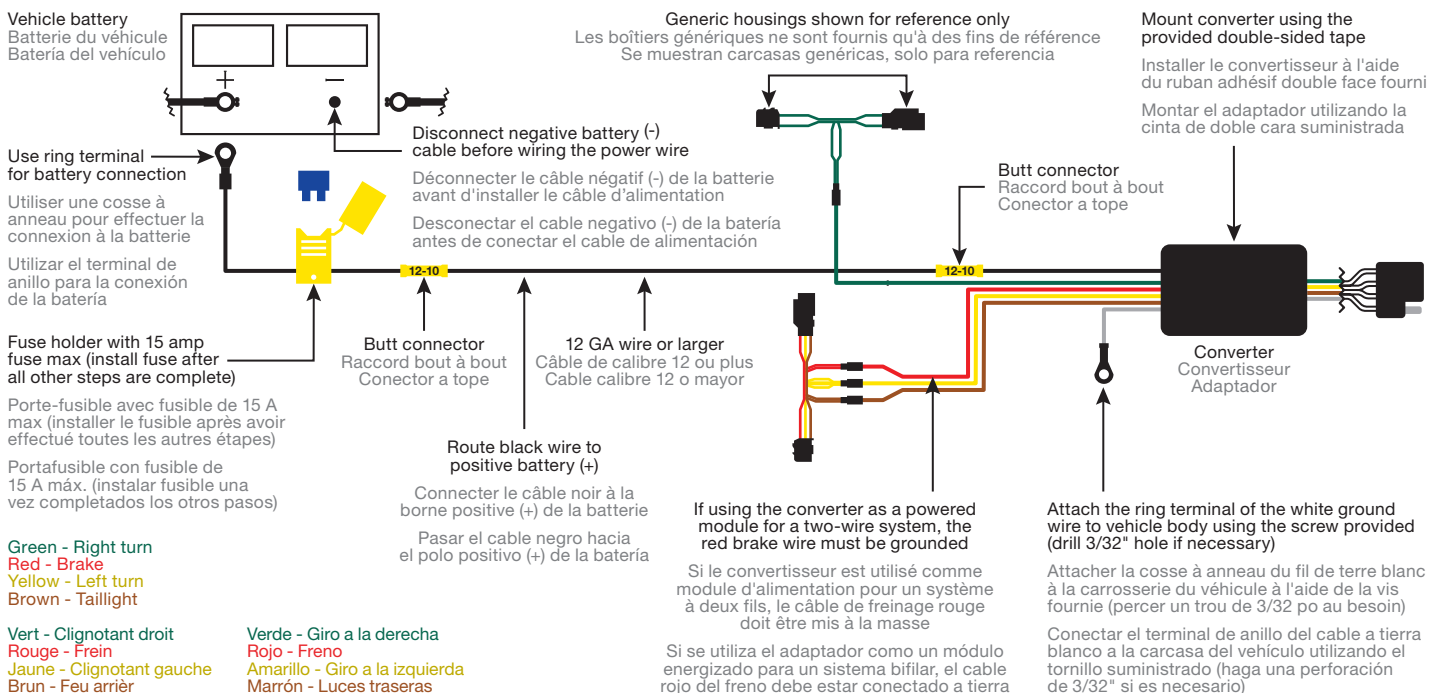 Vehicle battery
Batterie du véhicule
Batería del vehículo
+
−
Use ring terminal
for battery connection
Utiliser une cosse à
anneau pour effectuer la
connexion à la batterie
Utilizar el terminal de
anillo para la conexión
de la batería
Fuse holder with 15 amp
fuse max (install fuse after
all other steps are complete)
Porte-fusible avec fusible de 15 A
max (installer le fusible après avoir
effectué toutes les autres étapes)
Portafusible con fusible de
15 A máx. (instalar fusible una
vez completados los otros pasos)
Disconnect negative battery (-)
cable before wiring the power wire
Déconnecter le câble négatif (-) de la batterie
avant d'installer le câble d'alimentation
Desconectar el cable negativo (-) de la batería
antes de conectar el cable de alimentación
12-10
Butt connector
Raccord bout à bout
Conector a tope
12 GA wire or larger
Câble de calibre 12 ou plus
Cable calibre 12 o mayor
Route black wire to
positive battery (+)
Connecter le câble noir à la
borne positive (+) de la batterie
Pasar el cable negro hacia
el polo positivo (+) de la batería
Generic housings shown for reference only
Les boîtiers génériques ne sont fournis qu'à des fins de référence
Se muestran carcasas genéricas, solo para referencia
Butt connector
Raccord bout à bout
Conector a tope
12-10
Mount converter using the
provided double-sided tape
Installer le convertisseur à l'aide
du ruban adhésif double face fourni
Montar el adaptador utilizando la
cinta de doble cara suministrada
Converter
Convertisseur
Adaptador
If using the converter as a powered
module for a two-wire system, the
red brake wire must be grounded
Si le convertisseur est utilisé comme
module d'alimentation pour un système
à deux fils, le câble de freinage rouge
doit être mis à la masse
Si se utiliza el adaptador como un módulo
energizado para un sistema bifilar, el cable
rojo del freno debe estar conectado a tierra
Attach the ring terminal of the white ground
wire to vehicle body using the screw provided
(drill 3/32" hole if necessary)
Attacher la cosse à anneau du fil de terre blanc
à la carrosserie du véhicule à l'aide de la vis
fournie (percer un trou de 3/32 po au besoin)
Conectar el terminal de anillo del cable a tierra
blanco a la carcasa del vehículo utilizando el
tornillo suministrado (haga una perforación
de 3/32" si es necesario)
Green - Right turn
Red - Brake
Yellow - Left turn
Brown - Taillight
Vert - Clignotant droit
Rouge - Frein
Jaune - Clignotant gauche
Brun - Feu arrièr
Verde - Giro a la derecha
Rojo - Freno
Amarillo - Giro a la izquierda
Marrón - Luces traseras